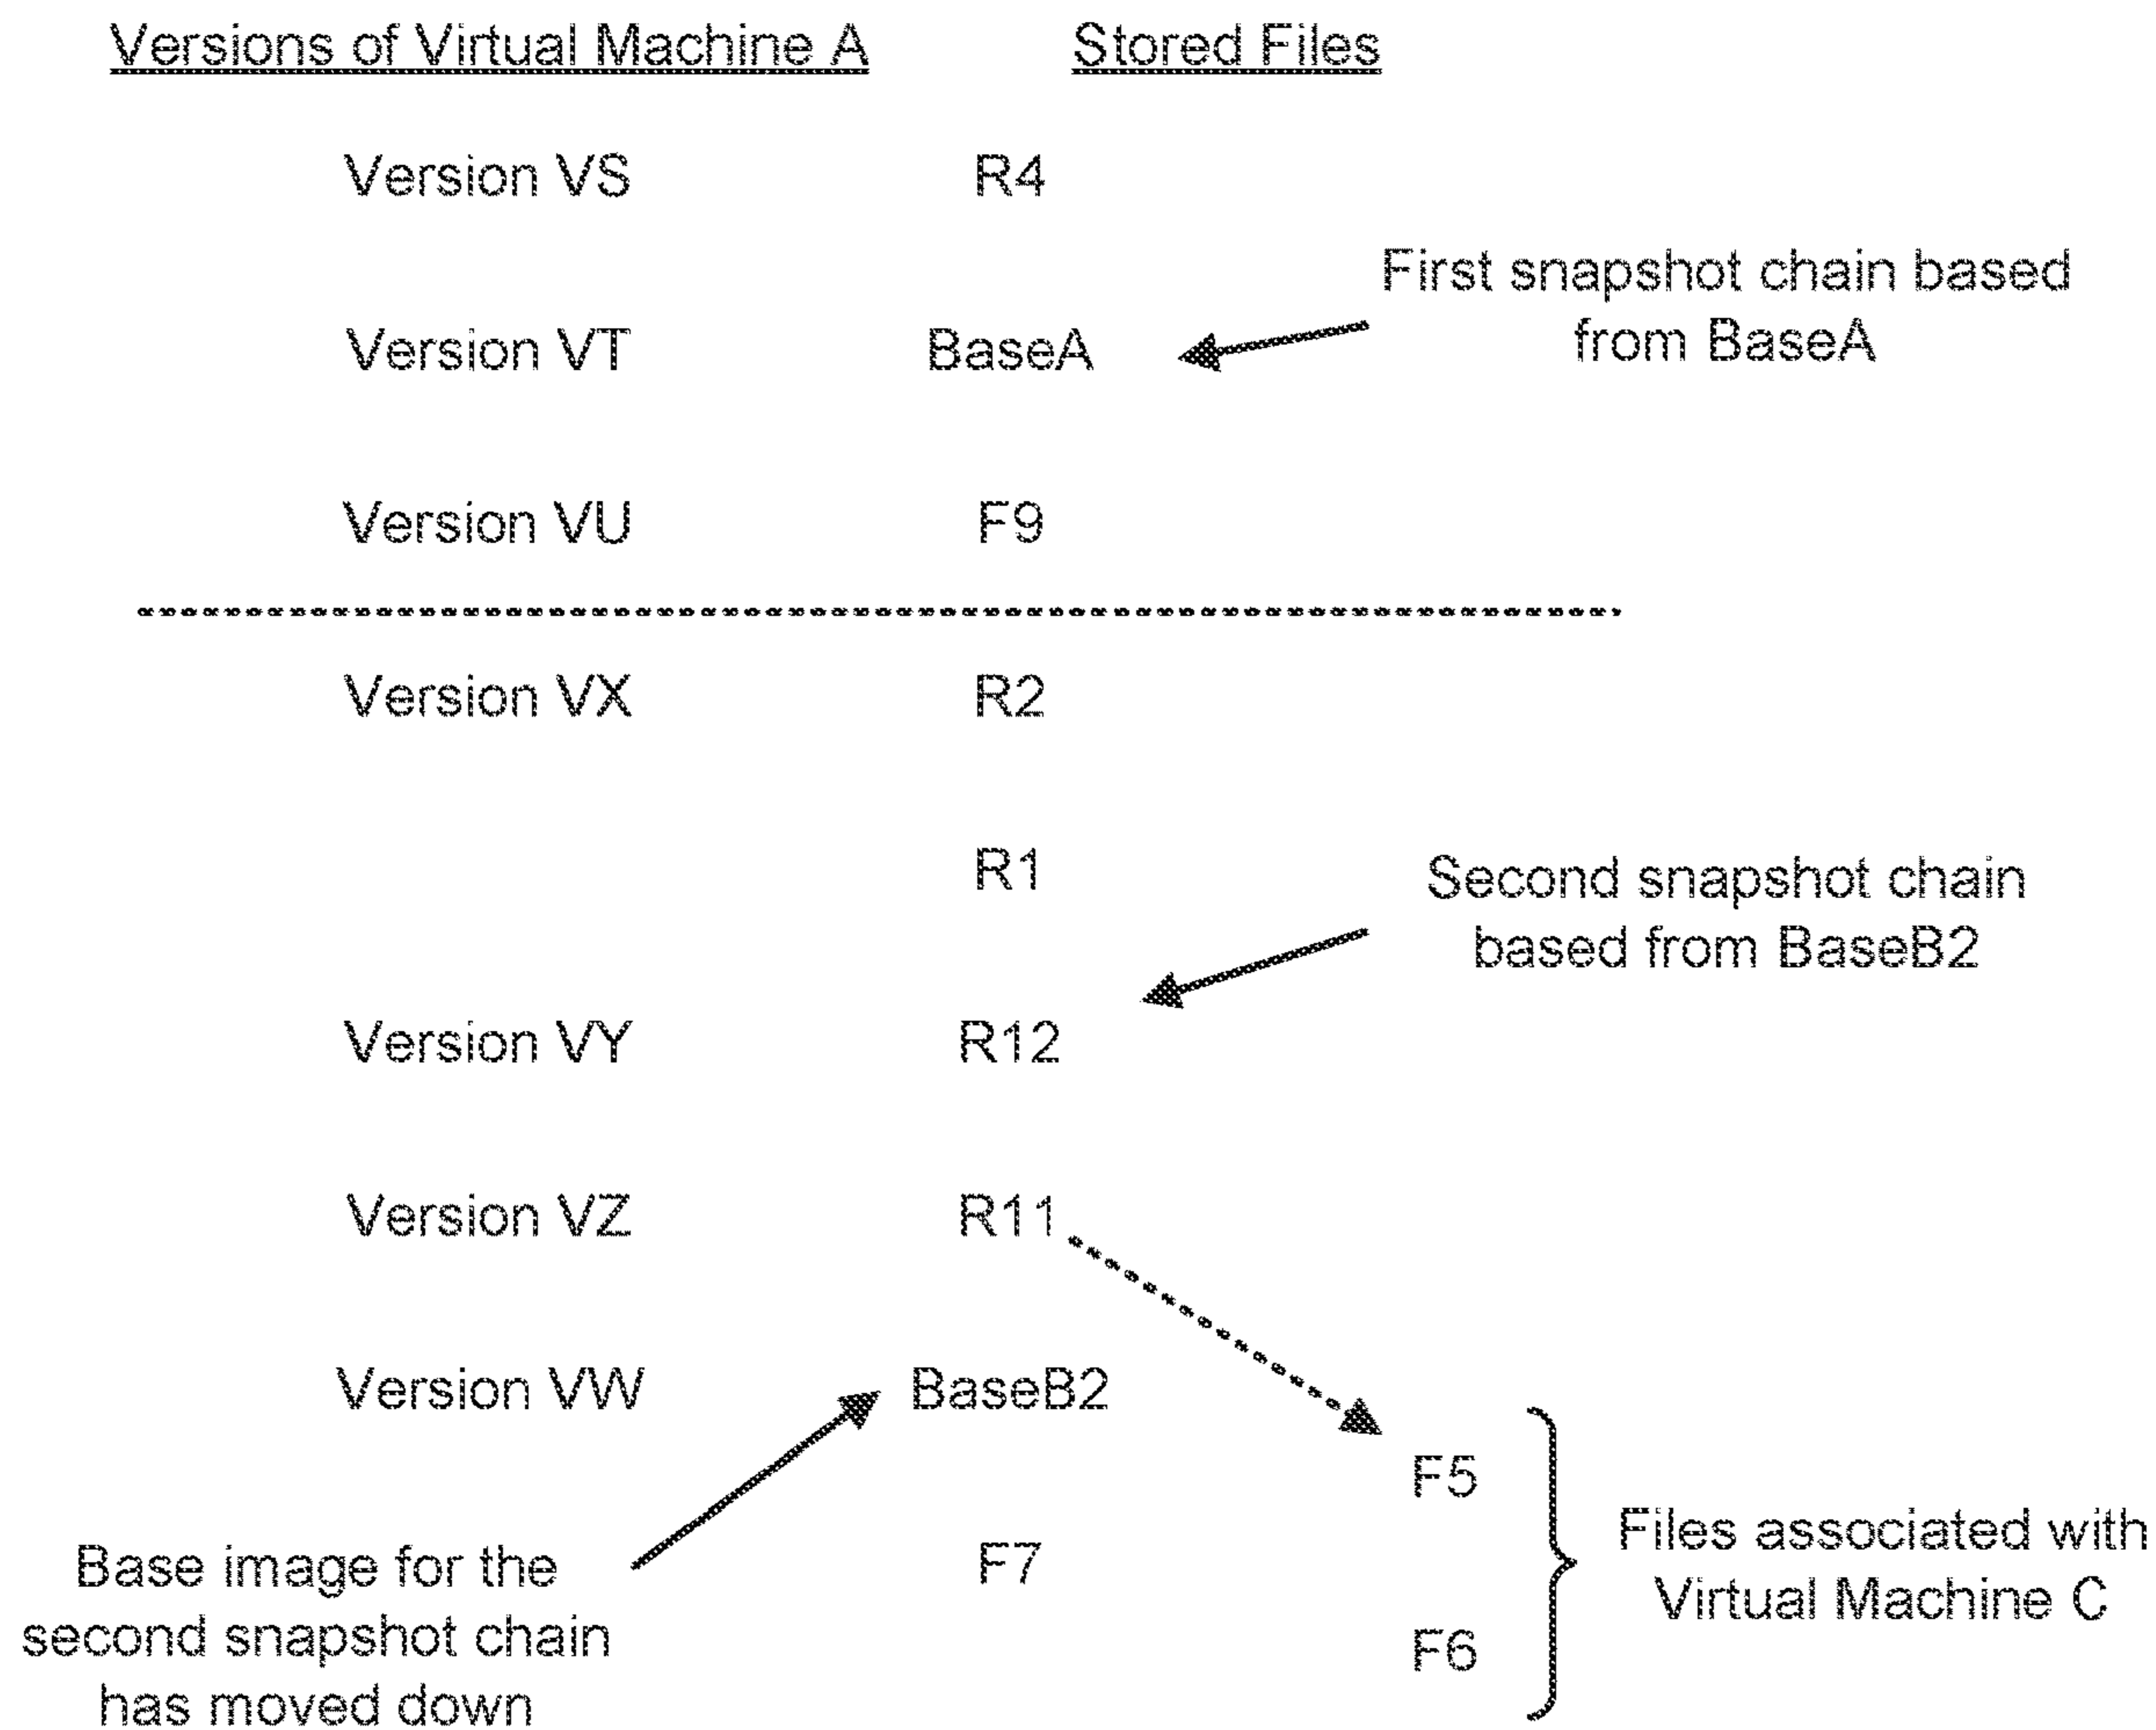 Versions of Virtual Machine A Stored Files
Version VS R4
First snapshot chain based
from BaseA
Version VT BaseA
Version VU F9
Version VX R2
R1
Second snapshot chain
based from BaseB2
Version VY R12
Version VZ R11
Version VW BaseB2
F5
Files associated with
Virtual Machine C
F7
F6
Base image for the
second snapshot chain
has moved down